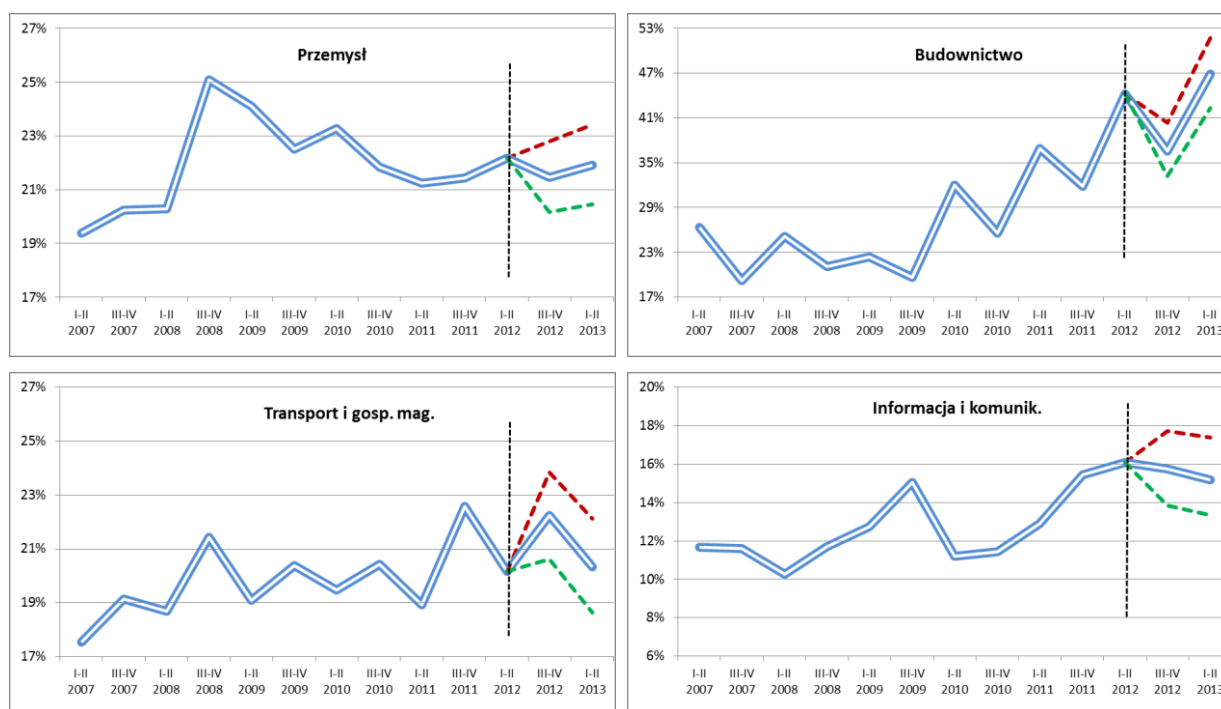 Przemysł
27%
25%
23%
21%
19%
17%
I-II III-IV I-II III-IV I-II III-IV I-II III-IV I-II III-IV I-II III-IV I-II
2007 2007 2008 2008 2009 2009 2010 2010 2011 2011 2012 2012 2013
Budownictwo
53%
47%
41%
35%
29%
23%
17%
I-II III-IV I-II III-IV I-II III-IV I-II III-IV I-II III-IV I-II III-IV I-II
2007 2007 2008 2008 2009 2009 2010 2010 2011 2011 2012 2012 2013
Transport i gosp. mag.
27%
25%
23%
21%
19%
17%
I-II III-IV I-II III-IV I-II III-IV I-II III-IV I-II III-IV I-II III-IV I-II
2007 2007 2008 2008 2009 2009 2010 2010 2011 2011 2012 2012 2013
Informacja i komunik.
20%
18%
16%
14%
12%
10%
8%
6%
I-II III-IV I-II III-IV I-II III-IV I-II III-IV I-II III-IV I-II III-IV I-II
2007 2007 2008 2008 2009 2009 2010 2010 2011 2011 2012 2012 2013